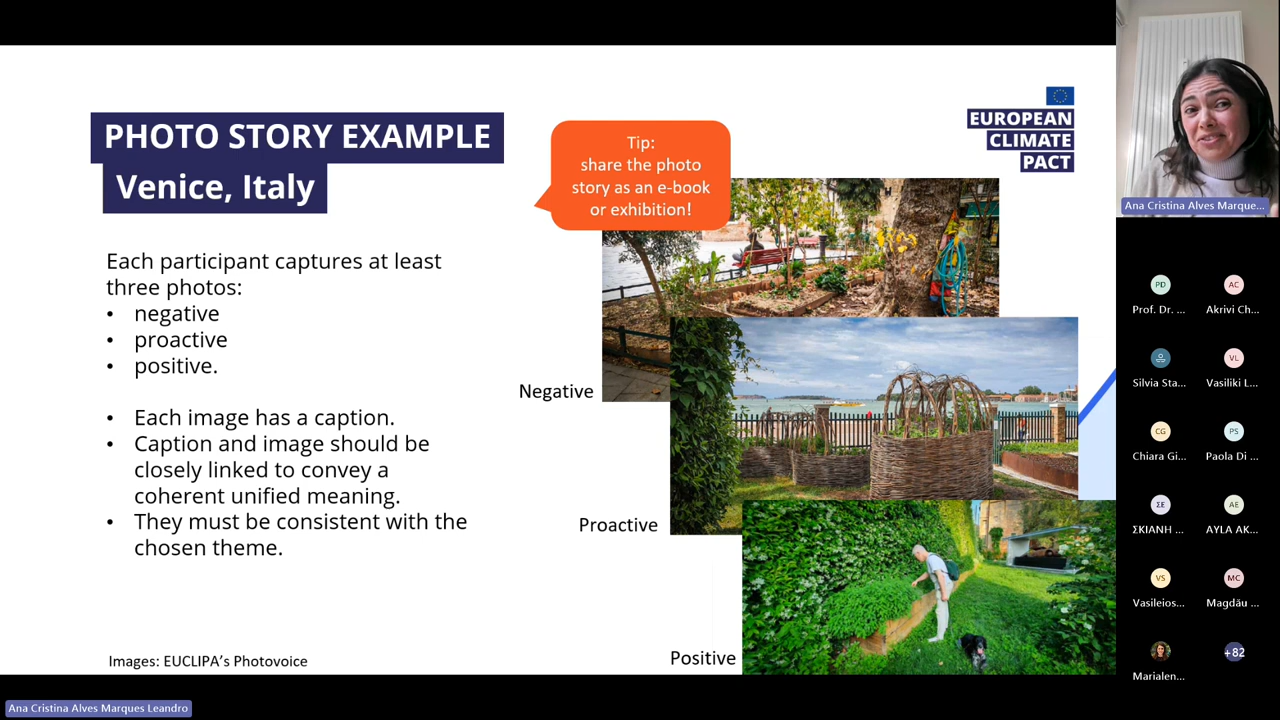 PHOTO STORY EXAMPLE
Venice, Italy
Tip:
share the photo
story as an e-book
or exhibition!
EUROPEAN
CLIMATE
PACT
Each participant captures at least
three photos:
• negative
• proactive
• positive.
• Each image has a caption.
• Caption and image should be
closely linked to convey a
coherent unified meaning.
• They must be consistent with the
chosen theme.
Negative
Proactive
Positive
Images: EUCLIPA's Photovoice
Ana Cristina Alves Marques Leandro
Ana Cristina Alves Marque...
PD
Prof. Dr. ...
AC
Akrivi Ch...
Silvia Sta...
VL
Vasiliki L...
CG
Chiara Gi...
PS
Paola Di ...
ΣΕ
ΣΚΙΑΝΗ ...
AE
AYLA AK...
VS
Vasileios...
MC
Magdău ...
Marialen...
+82